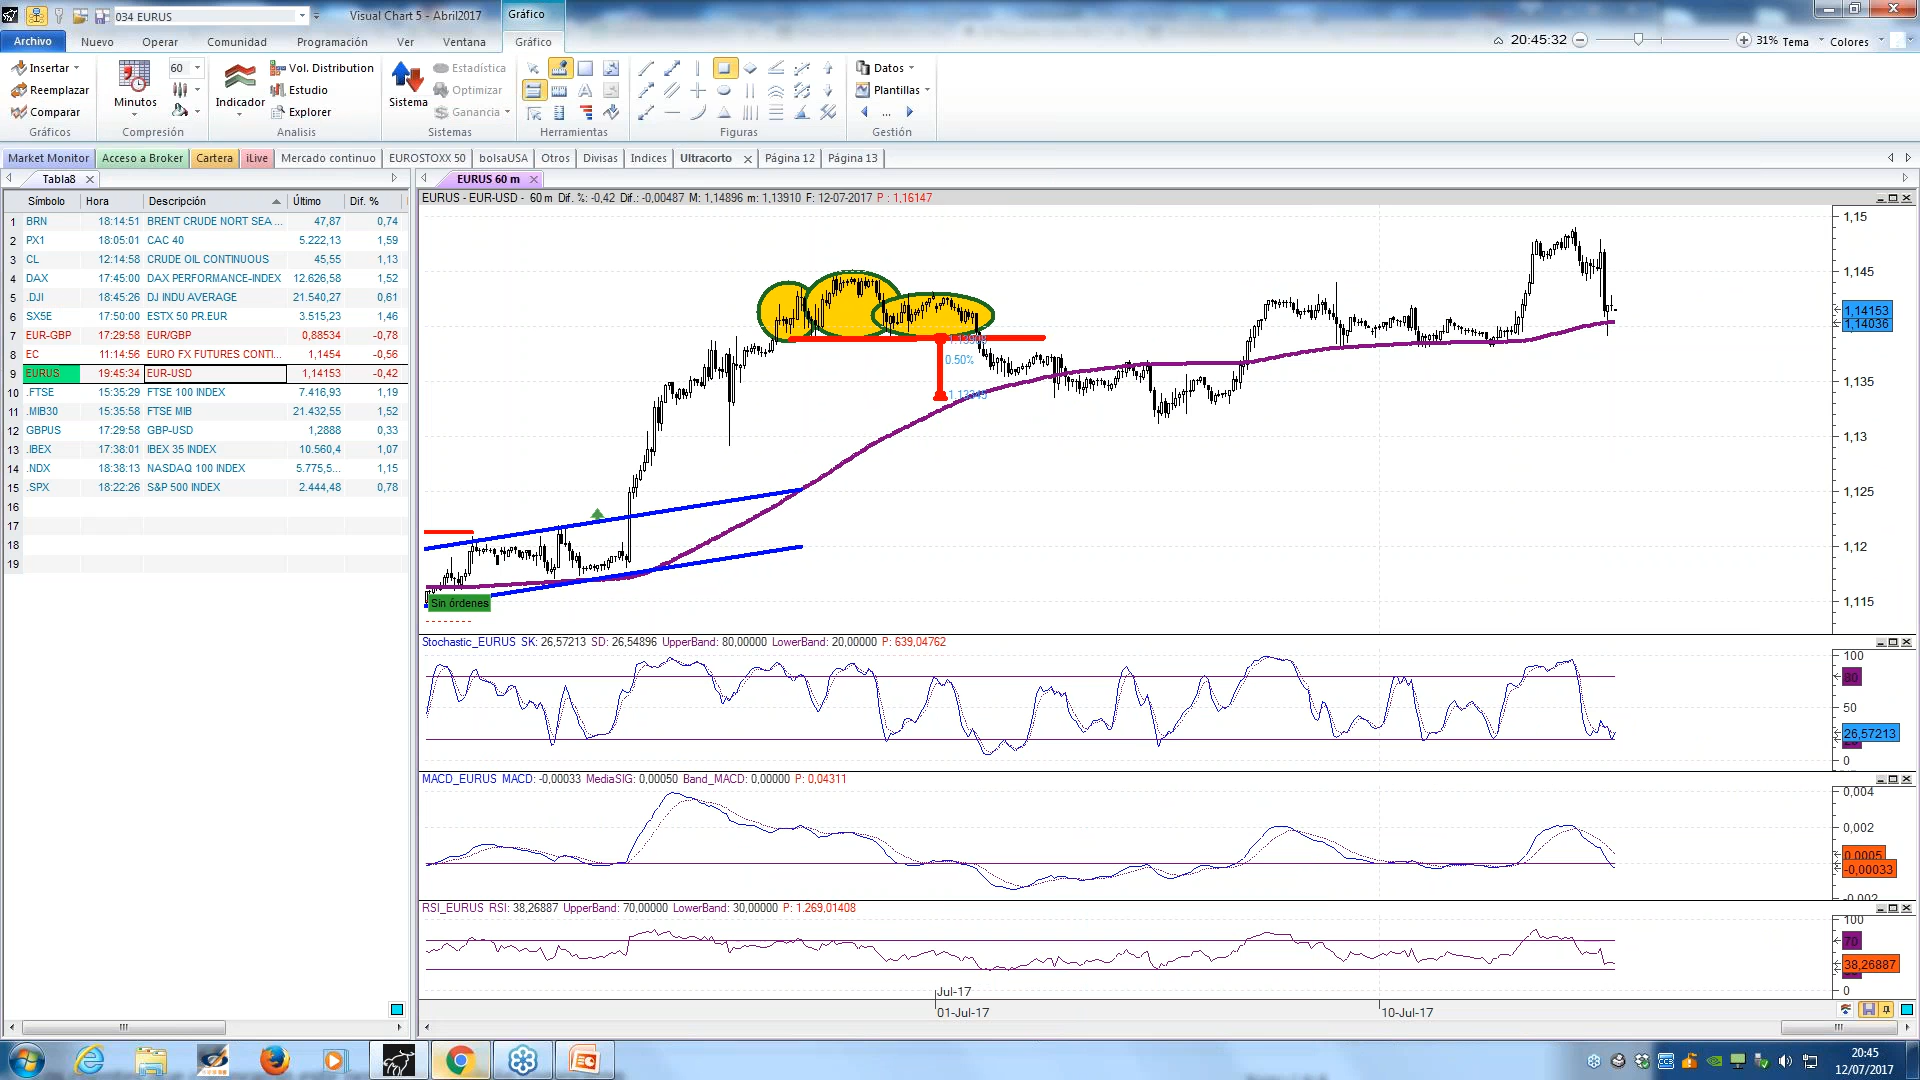 034 EURUS
Visual Chart 5 - Abril2017
Gráfico
Archivo Nuevo Operar Comunidad Programación Ver Ventana Gráfico
20:45:32 31% Tema Colores
Insertar
Reemplazar
Comparar
Gráficos
Minutos
60
Compresión
Indicador
Vol. Distribution
Estudio
Explorer
Analisis
Sistema
Estadística
Optimizar
Ganancia
Sistemas
Herramientas
Figuras
Datos
Plantillas
...
Gestión
Market Monitor Acceso a Broker Cartera iLive Mercado continuo EUROSTOXX 50 bolsaUSA Otros Divisas Indices Ultracorto Página 12 Página 13
Tabla8
Símbolo Hora Descripción Último Dif. %
1 BRN 18:14:51 BRENT CRUDE NORT SEA ... 47,87 0,74
2 PX1 18:05:01 CAC 40 5.222,13 1,59
3 CL 12:14:58 CRUDE OIL CONTINUOUS 45,55 1,13
4 DAX 17:45:00 DAX PERFORMANCE-INDEX 12.626,58 1,52
5 .DJI 18:45:26 DJ INDU AVERAGE 21.540,27 0,61
6 SX5E 17:50:00 ESTX 50 PR.EUR 3.515,23 1,46
7 EUR-GBP 17:29:58 EUR/GBP 0,88534 -0,78
8 EC 11:14:56 EURO FX FUTURES CONTI... 1,1454 -0,56
9 EURUS 19:45:34 EUR-USD 1,14153 -0,42
10 .FTSE 15:35:29 FTSE 100 INDEX 7.416,93 1,19
11 .MIB30 15:35:58 FTSE MIB 21.432,55 1,52
12 GBPUS 17:29:58 GBP-USD 1,2888 0,33
13 .IBEX 17:38:01 IBEX 35 INDEX 10.560,4 1,07
14 .NDX 18:38:13 NASDAQ 100 INDEX 5.775,5... 1,15
15 .SPX 18:22:26 S&P 500 INDEX 2.444,48 0,78
16
17
18
19
EURUS 60 m
EURUS - EUR-USD - 60 m Dif. %: -0,42 Dif.: -0,00487 M: 1,14896 m: 1,13910 F: 12-07-2017 P : 1,16147
1,15
1,145
1,14153
1,14036
1,135
1,13
1,125
1,12
1,115
0.50%
Sin órdenes
Stochastic_EURUS SK: 26,57213 SD: 26,54896 UpperBand: 80,00000 LowerBand: 20,00000 P: 639,04762
100
80
50
26,57213
0
MACD_EURUS MACD: -0,00033 MediaSIG: 0,00050 Band_MACD: 0,00000 P: 0,04311
0,004
0,002
0,0005
-0,00033
-0,002
RSI_EURUS RSI: 38,26887 UpperBand: 70,00000 LowerBand: 30,00000 P: 1.269,01408
100
70
38,26887
0
Jul-17
01-Jul-17 10-Jul-17
20:45
12/07/2017